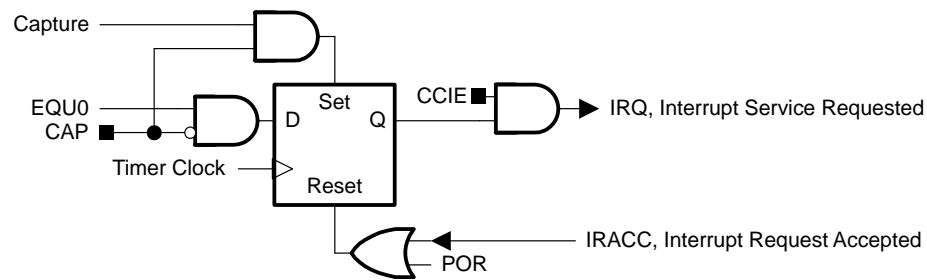 Capture
EQU0
CAP
Timer Clock
Set
D
Q
Reset
CCIE
IRQ, Interrupt Service Requested
IRACC, Interrupt Request Accepted
POR